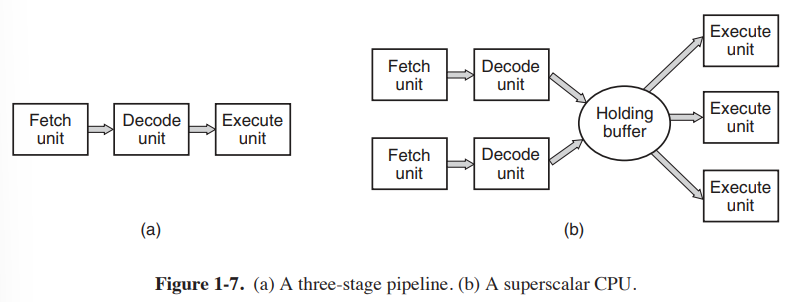 Fetch
unit
Decode
unit
Execute
unit
(a)
Fetch
unit
Decode
unit
Fetch
unit
Decode
unit
Holding
buffer
Execute
unit
Execute
unit
Execute
unit
(b)
Figure 1-7. (a) A three-stage pipeline. (b) A superscalar CPU.